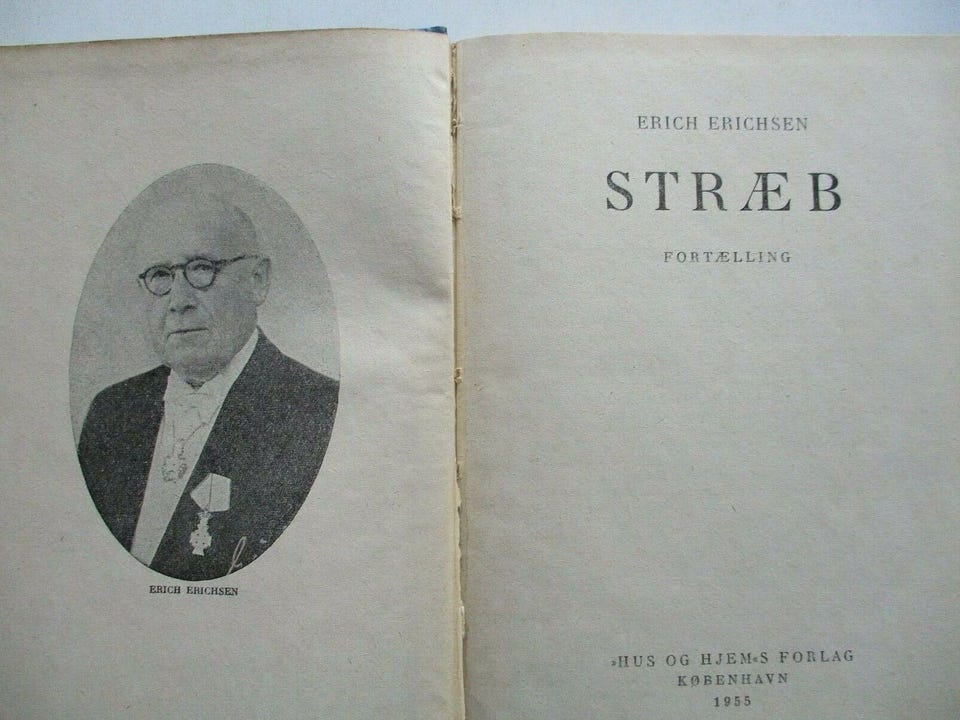 ERICH ERICHSEN
ERICH ERICHSEN
STRÆB
FORTÆLLING
»HUS OG HJEM«S FORLAG
KØBENHAVN
1955